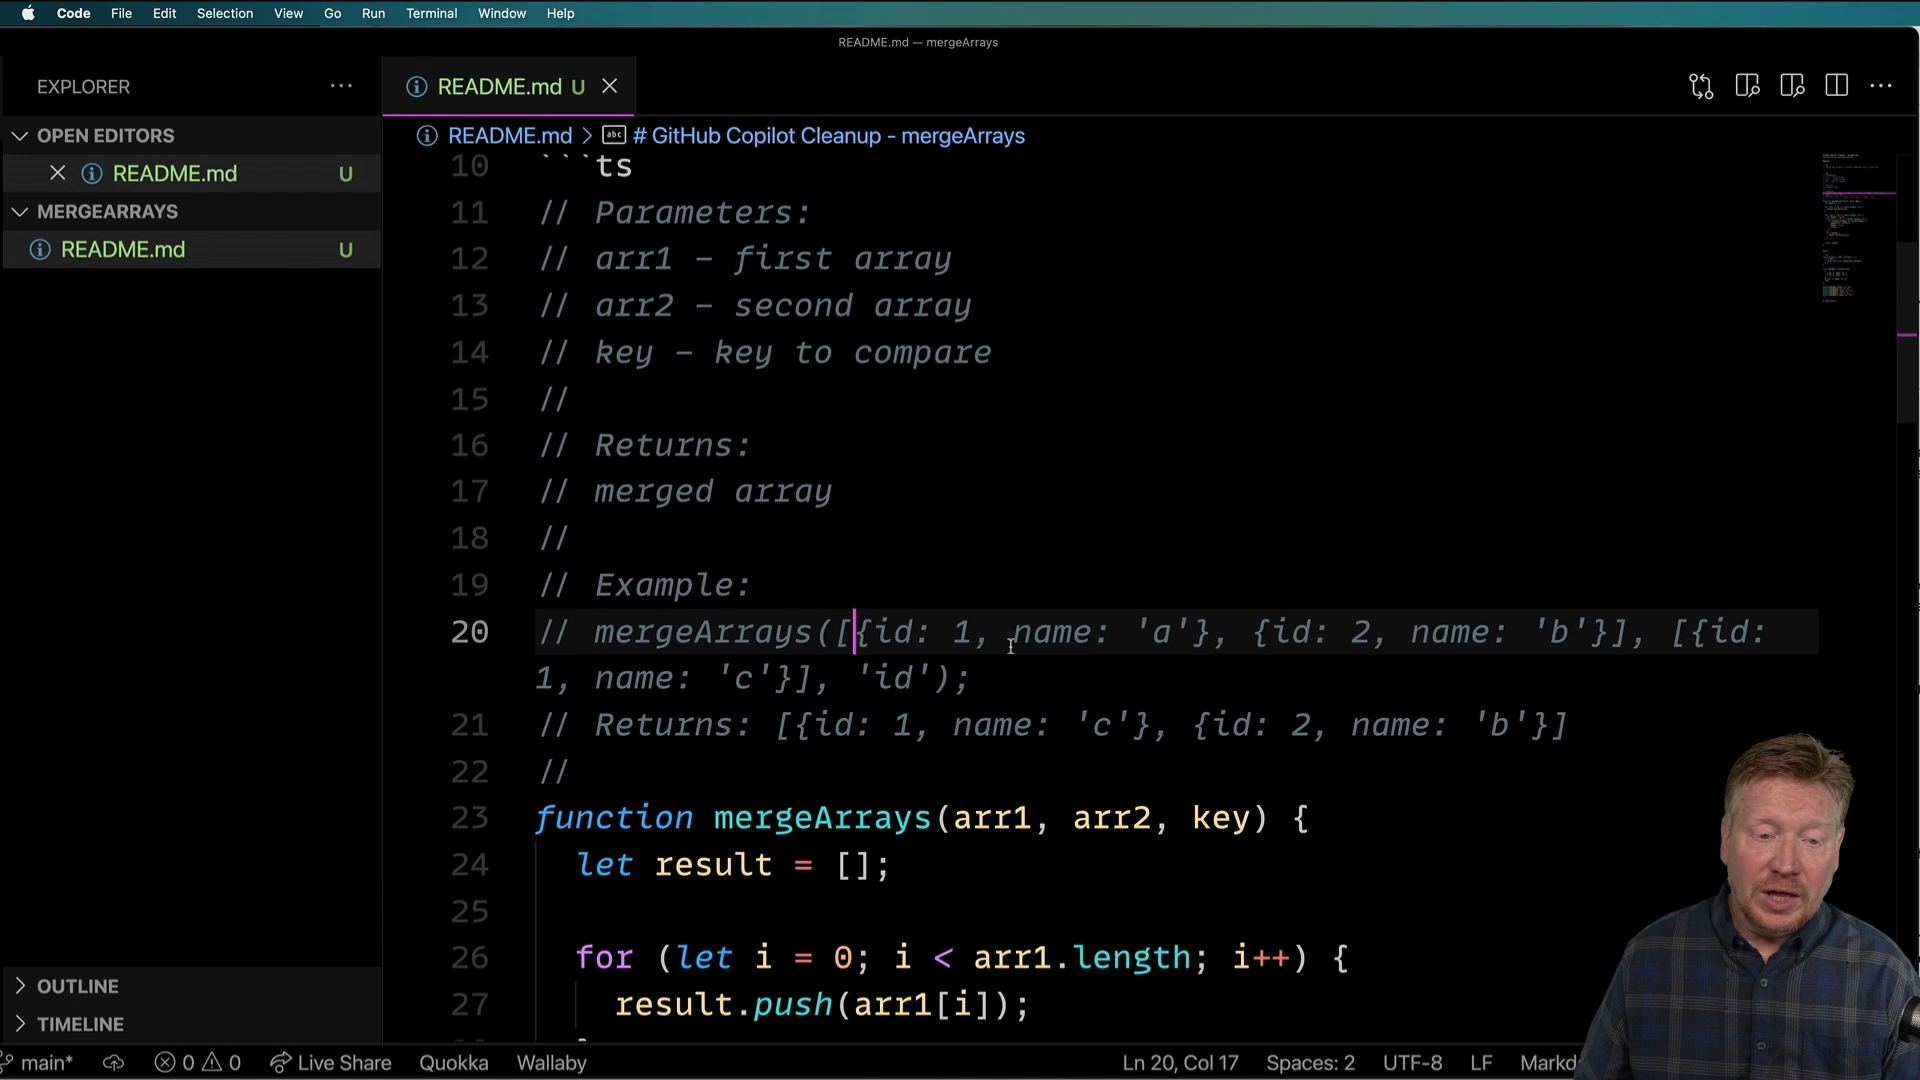 Code File Edit Selection View Go Run Terminal Window Help
README.md — mergeArrays
EXPLORER
README.md U
OPEN EDITORS
README.md U
MERGEARRAYS
README.md U
README.md > # GitHub Copilot Cleanup - mergeArrays
10 ```ts
11 // Parameters:
12 // arr1 - first array
13 // arr2 - second array
14 // key - key to compare
15 //
16 // Returns:
17 // merged array
18 //
19 // Example:
20 // mergeArrays([{id: 1, name: 'a'}, {id: 2, name: 'b'}], [{id:
1, name: 'c'}], 'id');
21 // Returns: [{id: 1, name: 'c'}, {id: 2, name: 'b'}]
22 //
23 function mergeArrays(arr1, arr2, key) {
24 let result = [];
25
26 for (let i = 0; i < arr1.length; i++) {
27 result.push(arr1[i]);
OUTLINE
TIMELINE
main* 0 0 Live Share Quokka Wallaby Ln 20, Col 17 Spaces: 2 UTF-8 LF